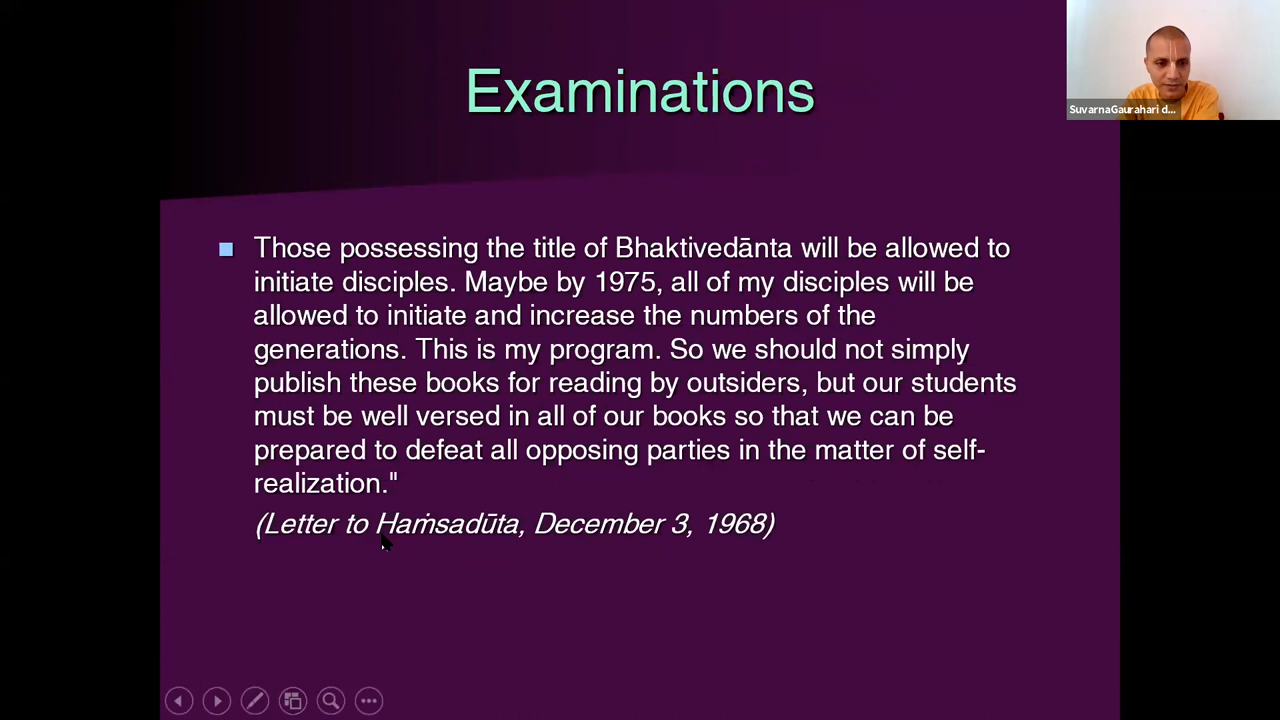 Examinations
SuvarnaGaurahari d...
Those possessing the title of Bhaktivedānta will be allowed to
initiate disciples. Maybe by 1975, all of my disciples will be
allowed to initiate and increase the numbers of the
generations. This is my program. So we should not simply
publish these books for reading by outsiders, but our students
must be well versed in all of our books so that we can be
prepared to defeat all opposing parties in the matter of self-
realization."
(Letter to Haṁsadūta, December 3, 1968)